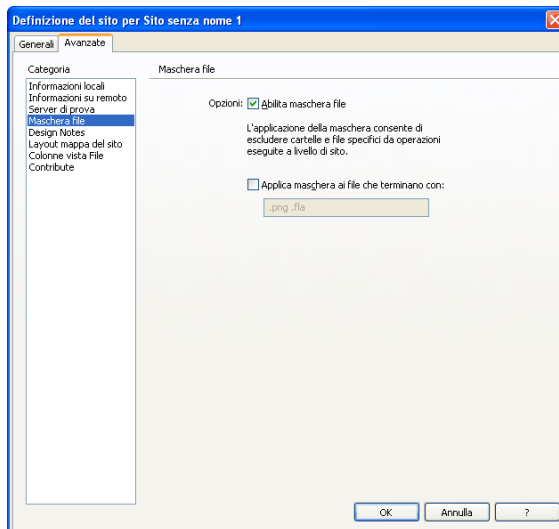 Definizione del sito per Sito senza nome 1
Generali Avanzate
Categoria
Maschera file
Informazioni locali
Informazioni su remoto
Server di prova
Maschera file
Design Notes
Layout mappa del sito
Colonne vista File
Contribute
Opzioni: Abilita maschera file
L'applicazione della maschera consente di
escludere cartelle e file specifici da operazioni
eseguite a livello di sito.
Applica maschera ai file che terminano con:
.png .fla
OK Annulla ?